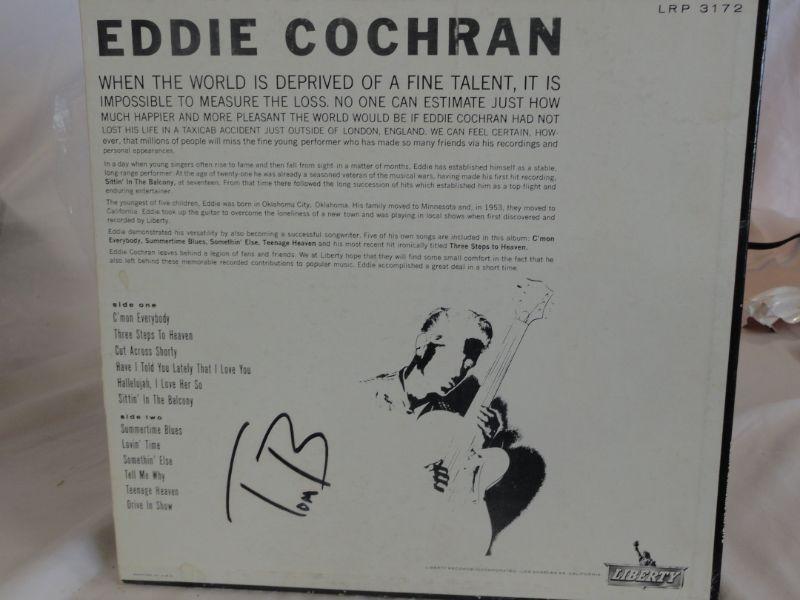 LRP 3172
EDDIE COCHRAN
WHEN THE WORLD IS DEPRIVED OF A FINE TALENT, IT IS
IMPOSSIBLE TO MEASURE THE LOSS. NO ONE CAN ESTIMATE JUST HOW
MUCH HAPPIER AND MORE PLEASANT THE WORLD WOULD BE IF EDDIE COCHRAN HAD NOT
LOST HIS LIFE IN A TAXICAB ACCIDENT JUST OUTSIDE OF LONDON, ENGLAND. WE CAN FEEL CERTAIN, HOW-
ever, that millions of people will miss the fine young performer who has made so many friends via his recordings and
personal appearances.
In a day when young singers often rise to fame and then fall from sight in a matter of months, Eddie has established himself as a stable,
long-range performer. At the age of twenty-one he was already a seasoned veteran of the musical wars, having made his first hit recording,
Sittin' In The Balcony, at seventeen. From that time there followed the long succession of hits which established him as a top flight and
enduring entertainer.
The youngest of five children, Eddie was born in Oklahoma City, Oklahoma. His family moved to Minnesota and, in 1953, they moved to
California. Eddie took up the guitar to overcome the loneliness of a new town and was playing in local shows when first discovered and
recorded by Liberty.
Eddie demonstrated his versatility by also becoming a successful songwriter. Five of his own songs are included in this album: C'mon
Everybody, Summertime Blues, Somethin' Else, Teenage Heaven and his most recent hit ironically titled Three Steps to Heaven.
Eddie Cochran leaves behind a legion of fans and friends. We at Liberty hope that they will find some small comfort in the fact that he
also left behind these memorable recorded contributions to popular music. Eddie accomplished a great deal in a short time.
side one
C'mon Everybody
Three Steps To Heaven
Cut Across Shorty
Have I Told You Lately That I Love You
Hallelujah, I Love Her So
Sittin' In The Balcony
side two
Summertime Blues
Lovin' Time
Somethin' Else
Tell Me Why
Teenage Heaven
Drive In Show
Tom B
PRINTED IN U.S.A.
LIBERTY RECORDS INCORPORATED, LOS ANGELES 28, CALIFORNIA
LIBERTY